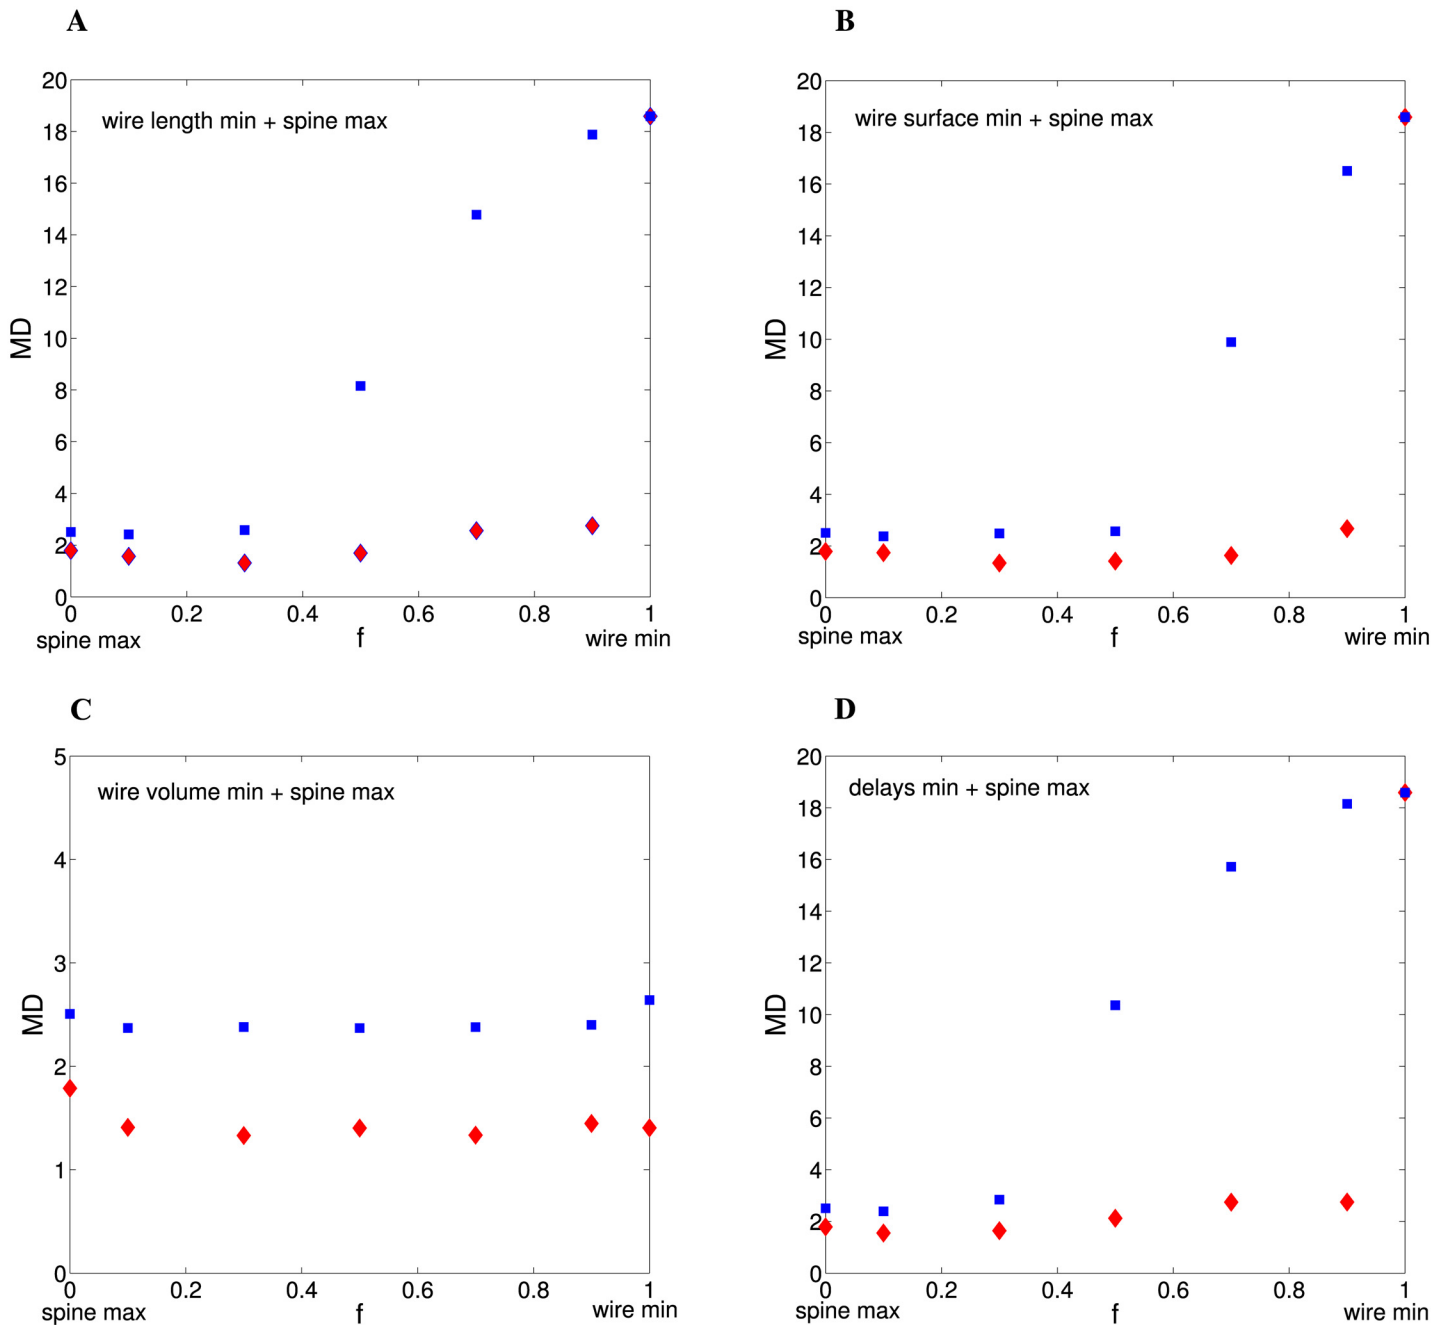 A
20
18
16
14
12
10
8
6
4
2
0
wire length min + spine max
MD
0 0.2 0.4 0.6 0.8 1
spine max f wire min
B
20
18
16
14
12
10
8
6
4
2
0
wire surface min + spine max
MD
0 0.2 0.4 0.6 0.8 1
spine max f wire min
C
5
4
3
2
1
0
wire volume min + spine max
MD
0 0.2 0.4 0.6 0.8 1
spine max f wire min
D
20
18
16
14
12
10
8
6
4
2
0
delays min + spine max
MD
0 0.2 0.4 0.6 0.8 1
spine max f wire min